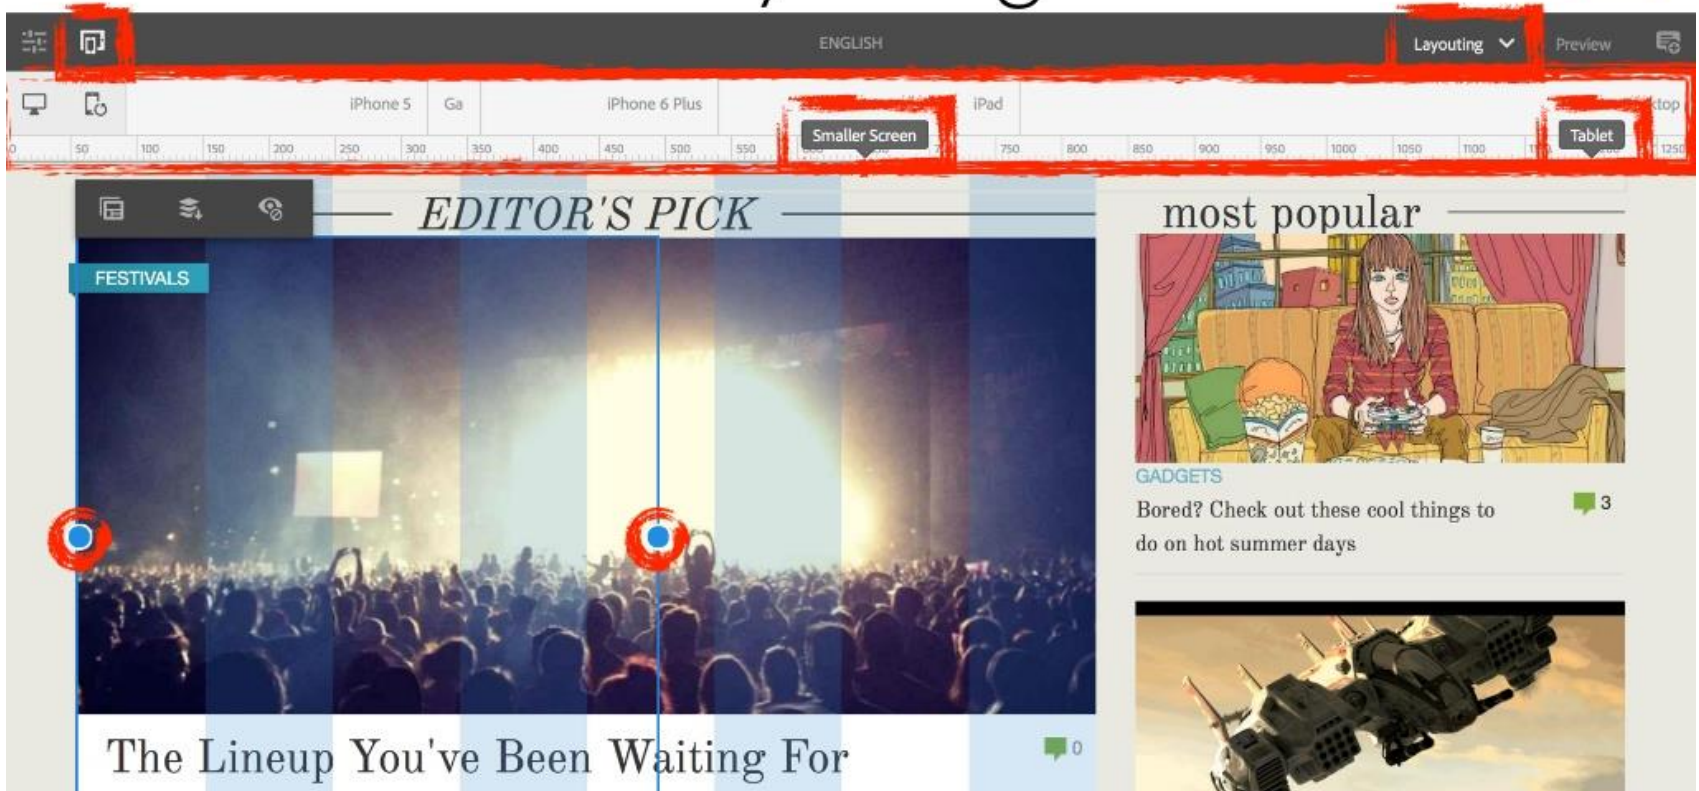 ENGLISH
Layouting
Preview
iPhone 5
Ga
iPhone 6 Plus
iPad
Smaller Screen
Tablet
0 50 100 150 200 250 300 350 400 450 500 550 750 800 850 900 950 1000 1050 1100 1250
EDITOR'S PICK
most popular
FESTIVALS
GADGETS
Bored? Check out these cool things to
do on hot summer days
3
The Lineup You've Been Waiting For
0